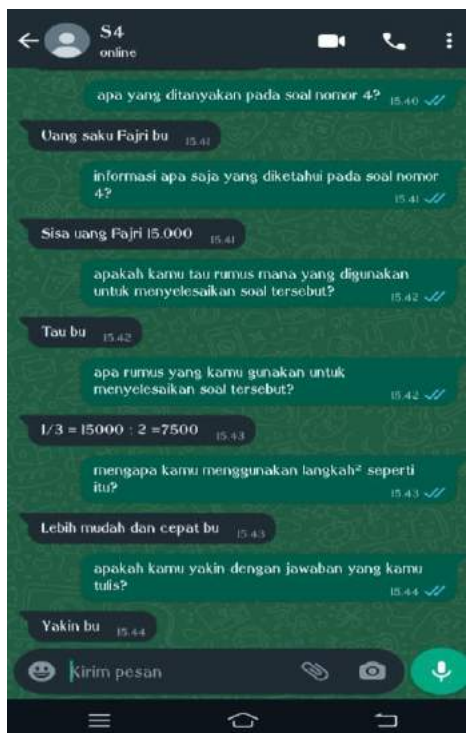 S4
online
apa yang ditanyakan pada soal nomor 4? 15.40
Uang saku Fajri bu 15.41
informasi apa saja yang diketahui pada soal nomor
4?
15.41
Sisa uang Fajri 15.000 15.41
apakah kamu tau rumus mana yang digunakan
untuk menyelesaikan soal tersebut? 15.42
Tau bu 15.42
apa rumus yang kamu gunakan untuk
menyelesaikan soal tersebut? 15.42
1/3 = 15000 : 2 =7500 15.43
mengapa kamu menggunakan langkah² seperti
itu? 15.43
Lebih mudah dan cepat bu 15.43
apakah kamu yakin dengan jawaban yang kamu
tulis? 15.44
Yakin bu 15.44
Kirim pesan